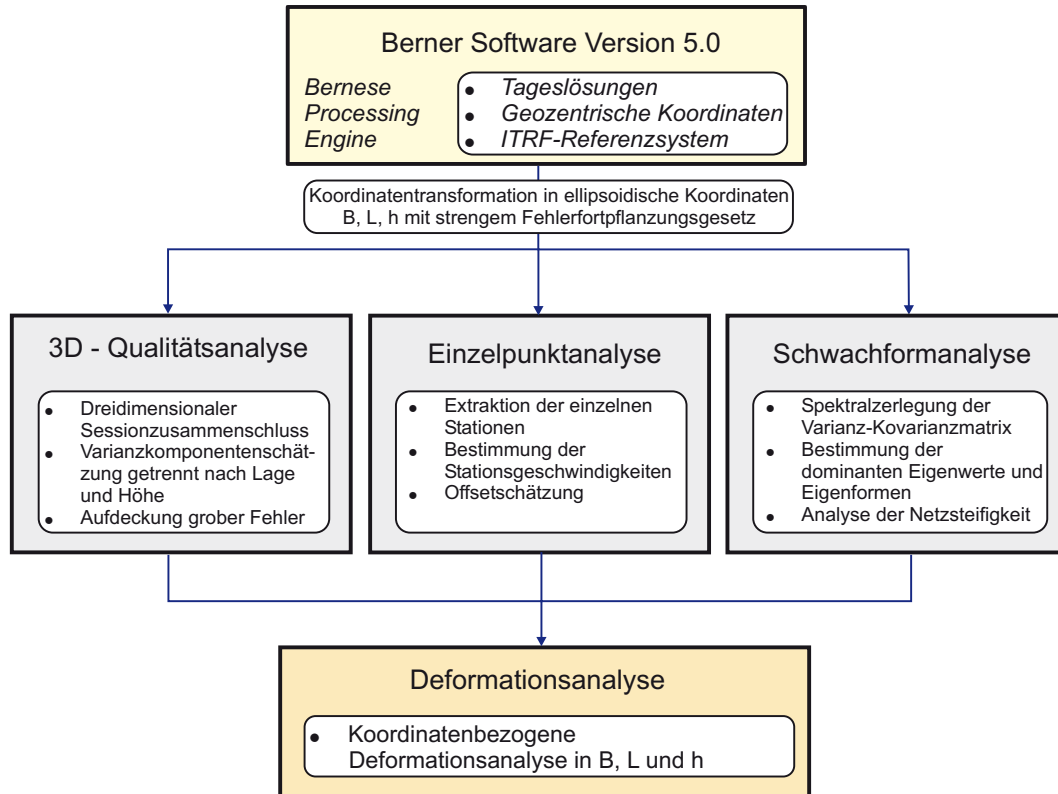 Berner Software Version 5.0
Bernese
Processing
Engine
• Tageslösungen
• Geozentrische Koordinaten
• ITRF-Referenzsystem
Koordinatentransformation in ellipsoidische Koordinaten
B, L, h mit strengem Fehlerfortpflanzungsgesetz
3D - Qualitätsanalyse
• Dreidimensionaler
Sessionzusammenschluss
• Varianzkomponentenschät-
zung getrennt nach Lage
und Höhe
• Aufdeckung grober Fehler
Einzelpunktanalyse
• Extraktion der einzelnen
Stationen
• Bestimmung der
Stationsgeschwindigkeiten
• Offsetschätzung
Schwachformanalyse
• Spektralzerlegung der
Varianz-Kovarianzmatrix
• Bestimmung der
dominanten Eigenwerte und
Eigenformen
• Analyse der Netzsteifigkeit
Deformationsanalyse
• Koordinatenbezogene
Deformationsanalyse in B, L und h